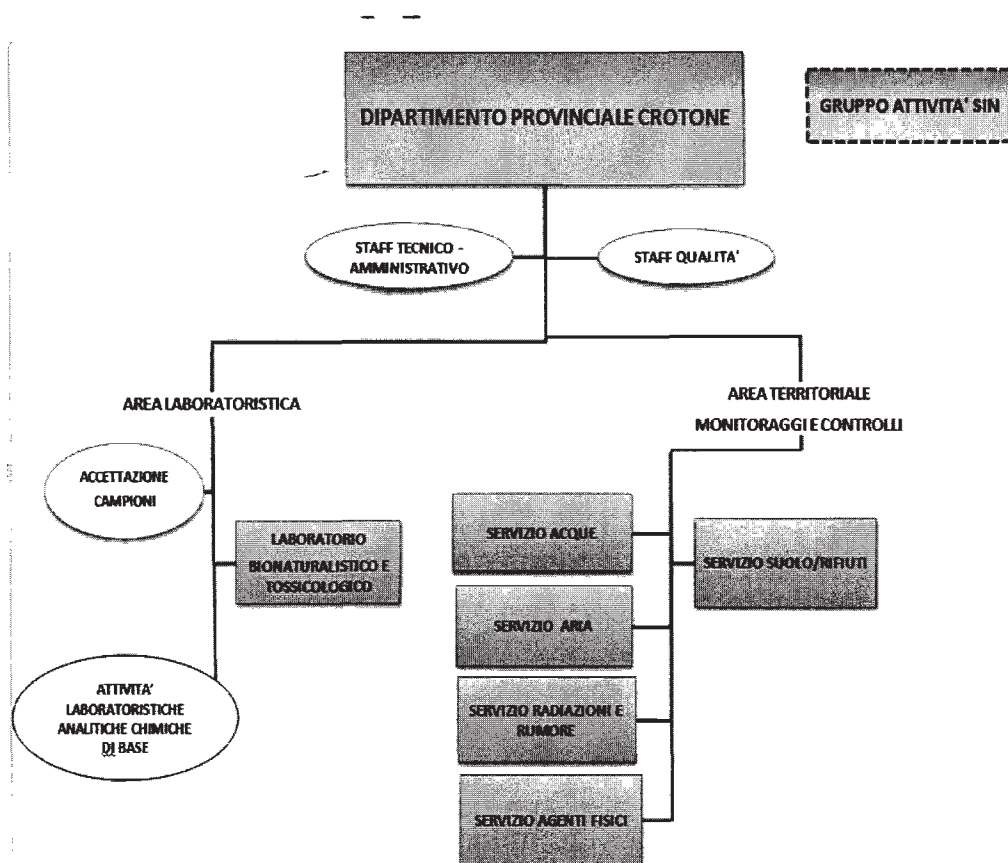 DIPARTIMENTO PROVINCIALE CROTONE
GRUPPO ATTIVITA' SIN
STAFF TECNICO -
AMMINISTRATIVO
STAFF QUALITA'
AREA LABORATORISTICA
AREA TERRITORIALE
MONITORAGGI E CONTROLLI
ACCETTAZIONE
CAMPIONI
LABORATORIO
BIONATURALISTICO E
TOSSICOLOGICO
ATTIVITA'
LABORATORISTICHE
ANALITICHE CHIMICHE
DI BASE
SERVIZIO ACQUE
SERVIZIO SUOLO/RIFIUTI
SERVIZIO ARIA
SERVIZIO RADIAZIONI E
RUMORE
SERVIZIO AGENTI FISICI